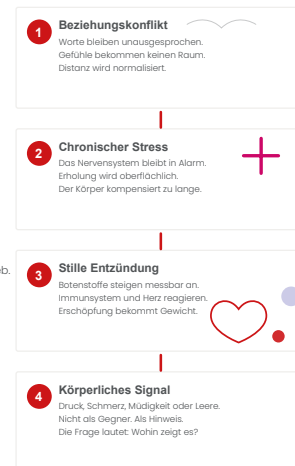 1 Beziehungskonflikt
Worte bleiben unausgesprochen.
Gefühle bekommen keinen Raum.
Distanz wird normalisiert.
2 Chronischer Stress
Das Nervensystem bleibt in Alarm.
Erholung wird oberflächlich.
Der Körper kompensiert zu lange.
eb.
3 Stille Entzündung
Botenstoffe steigen messbar an.
Immunsystem und Herz reagieren.
Erschöpfung bekommt Gewicht.
4 Körperliches Signal
Druck, Schmerz, Müdigkeit oder Leere.
Nicht als Gegner. Als Hinweis.
Die Frage lautet: Wohin zeigt es?